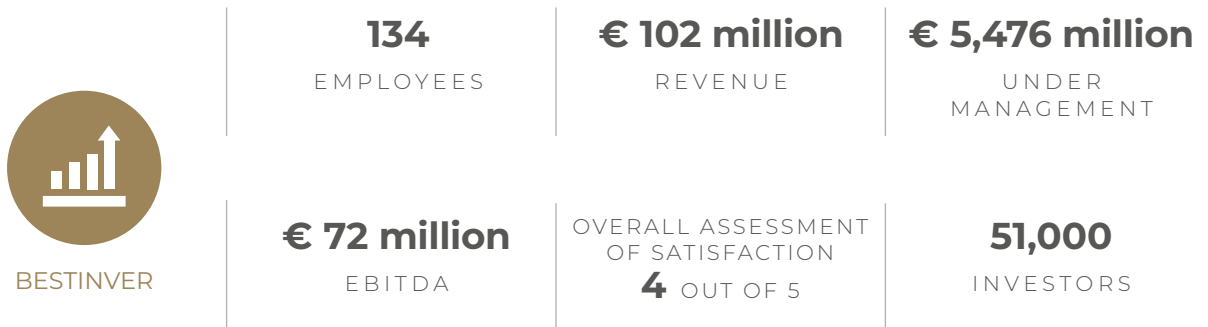 134
EMPLOYEES
€ 102 million
REVENUE
€ 5,476 million
UNDER
MANAGEMENT
BESTINVER
€ 72 million
EBITDA
OVERALL ASSESSMENT
OF SATISFACTION
4 OUT OF 5
51,000
INVESTORS